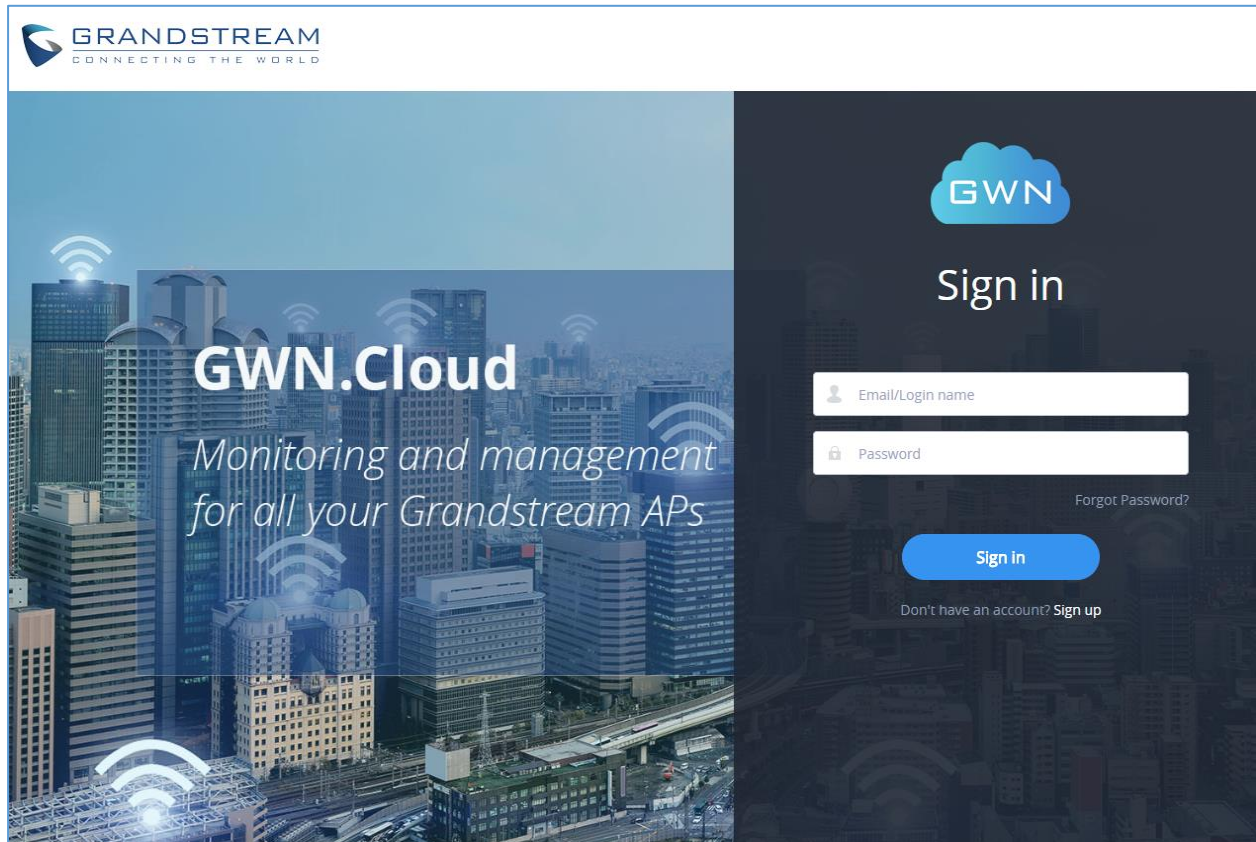 GRANDSTREAM
CONNECTING THE WORLD
GWN.Cloud
Monitoring and management
for all your Grandstream APs
GWN
Sign in
Email/Login name
Password
Forgot Password?
Sign in
Don't have an account? Sign up